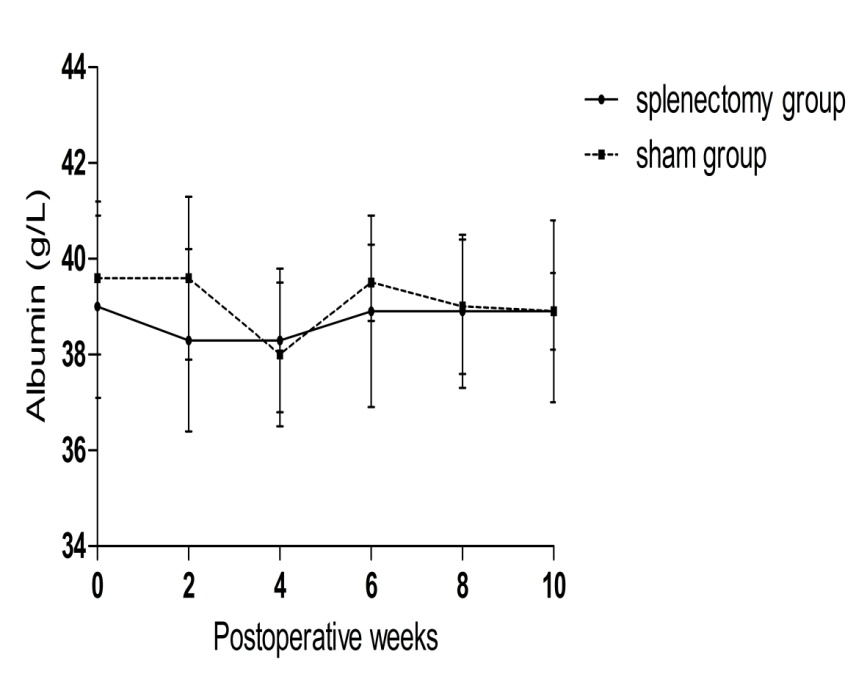 splenectomy group
sham group
Albumin (g/L)
44
42
40
38
36
34
0 2 4 6 8 10
Postoperative weeks